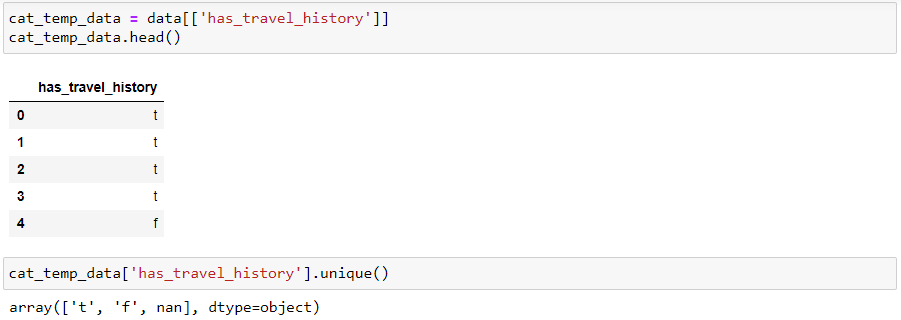 cat_temp_data = data[['has_travel_history']]
cat_temp_data.head()
has_travel_history
0 t
1 t
2 t
3 t
4 f
cat_temp_data['has_travel_history'].unique()
array(['t', 'f', nan], dtype=object)